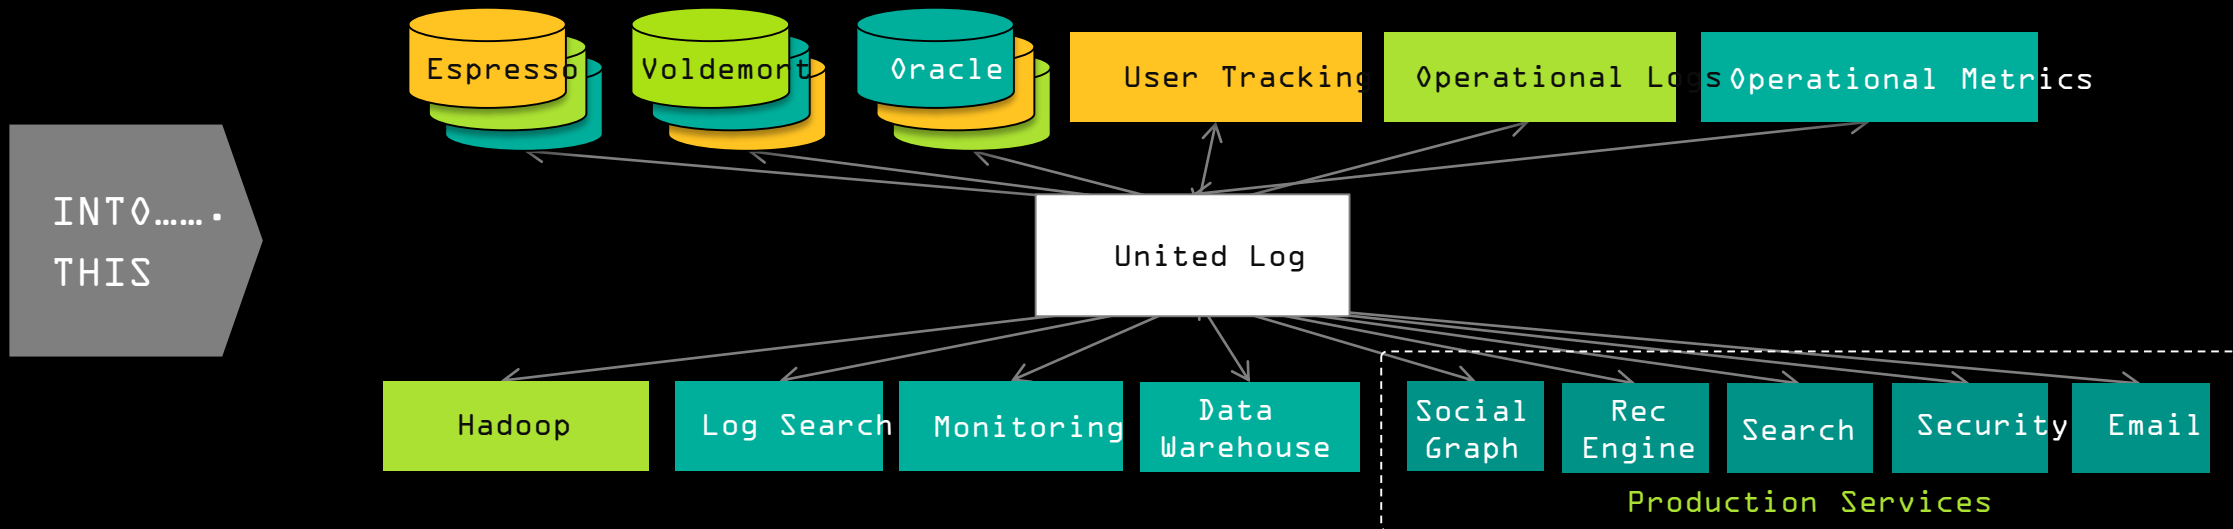 Espresso
Voldemort
Oracle
User Tracking
Operational Logs
Operational Metrics
INTO…….
THIS
United Log
Hadoop
Log Search
Monitoring
Data
Warehouse
Social
Graph
Rec
Engine
Search
Security
Email
Production Services